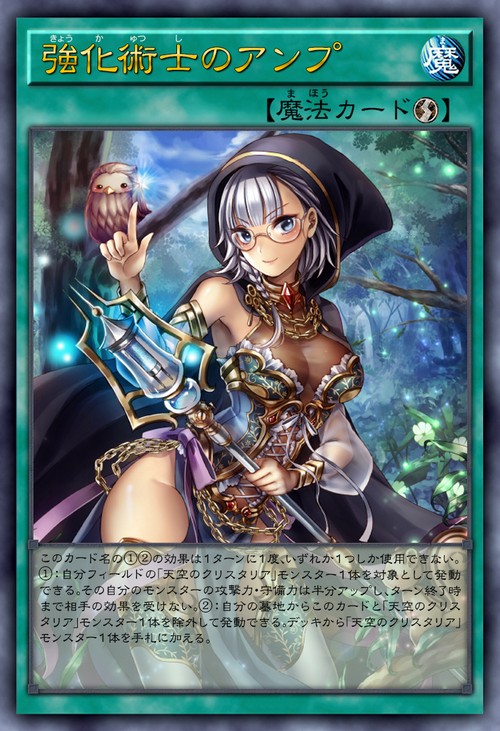 きょうかゅつし
強化術士のアンプ
魔
まほう
【魔法カード】
このカード名の①②の効果は1ターンに1度、いずれか1つしか使用できない。
①:自分フィールドの「天空のクリスタリア」モンスター1体を対象として発動
できる。その自分のモンスターの攻撃力・守備力は半分アップし、ターン終了時
まで相手の効果を受けない。②:自分の墓地からこのカードと「天空のクリス
タリア」モンスター1体を除外して発動できる。デッキから「天空のクリスタリア」
モンスター1体を手札に加える。